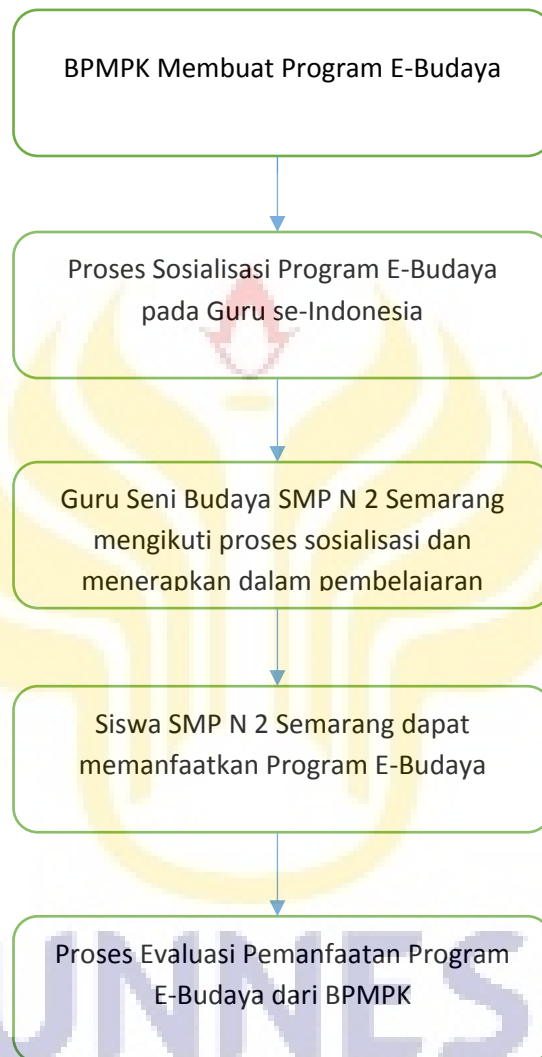 BPMPK Membuat Program E-Budaya
Proses Sosialisasi Program E-Budaya
pada Guru se-Indonesia
Guru Seni Budaya SMP N 2 Semarang
mengikuti proses sosialisasi dan
menerapkan dalam pembelajaran
Siswa SMP N 2 Semarang dapat
memanfaatkan Program E-Budaya
Proses Evaluasi Pemanfaatan Program
E-Budaya dari BPMPK
UNNES